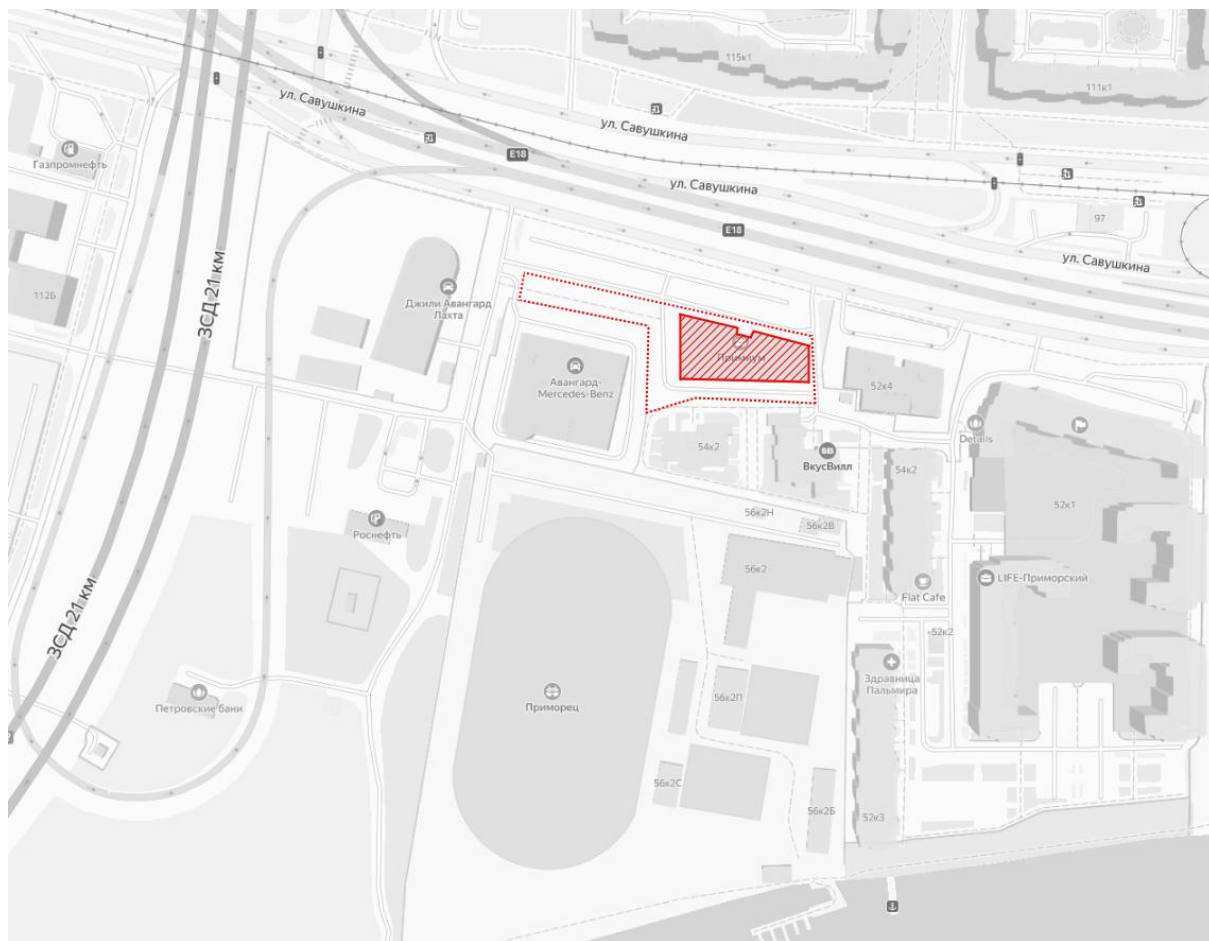 115к1
111к1
ул. Савушкина
ул. Савушкина
Газпромнефть
E18
ул. Савушкина
97
E18
ул. Савушкина
ЗСД 21 км
112Б
Джили Авангард
Лахта
Примиум
Авангард-
Mercedes-Benz
52к4
Details
54к2
ВкусВилл
54к2
52к1
56к2Н
56к2В
Роснефть
56к2
LIFE-Приморский
Flat Cafe
ЗСД 21 км
52к2
Здравница
Пальмира
Петровские бани
Приморец
56к2П
56к2С
56к2Б
52к3